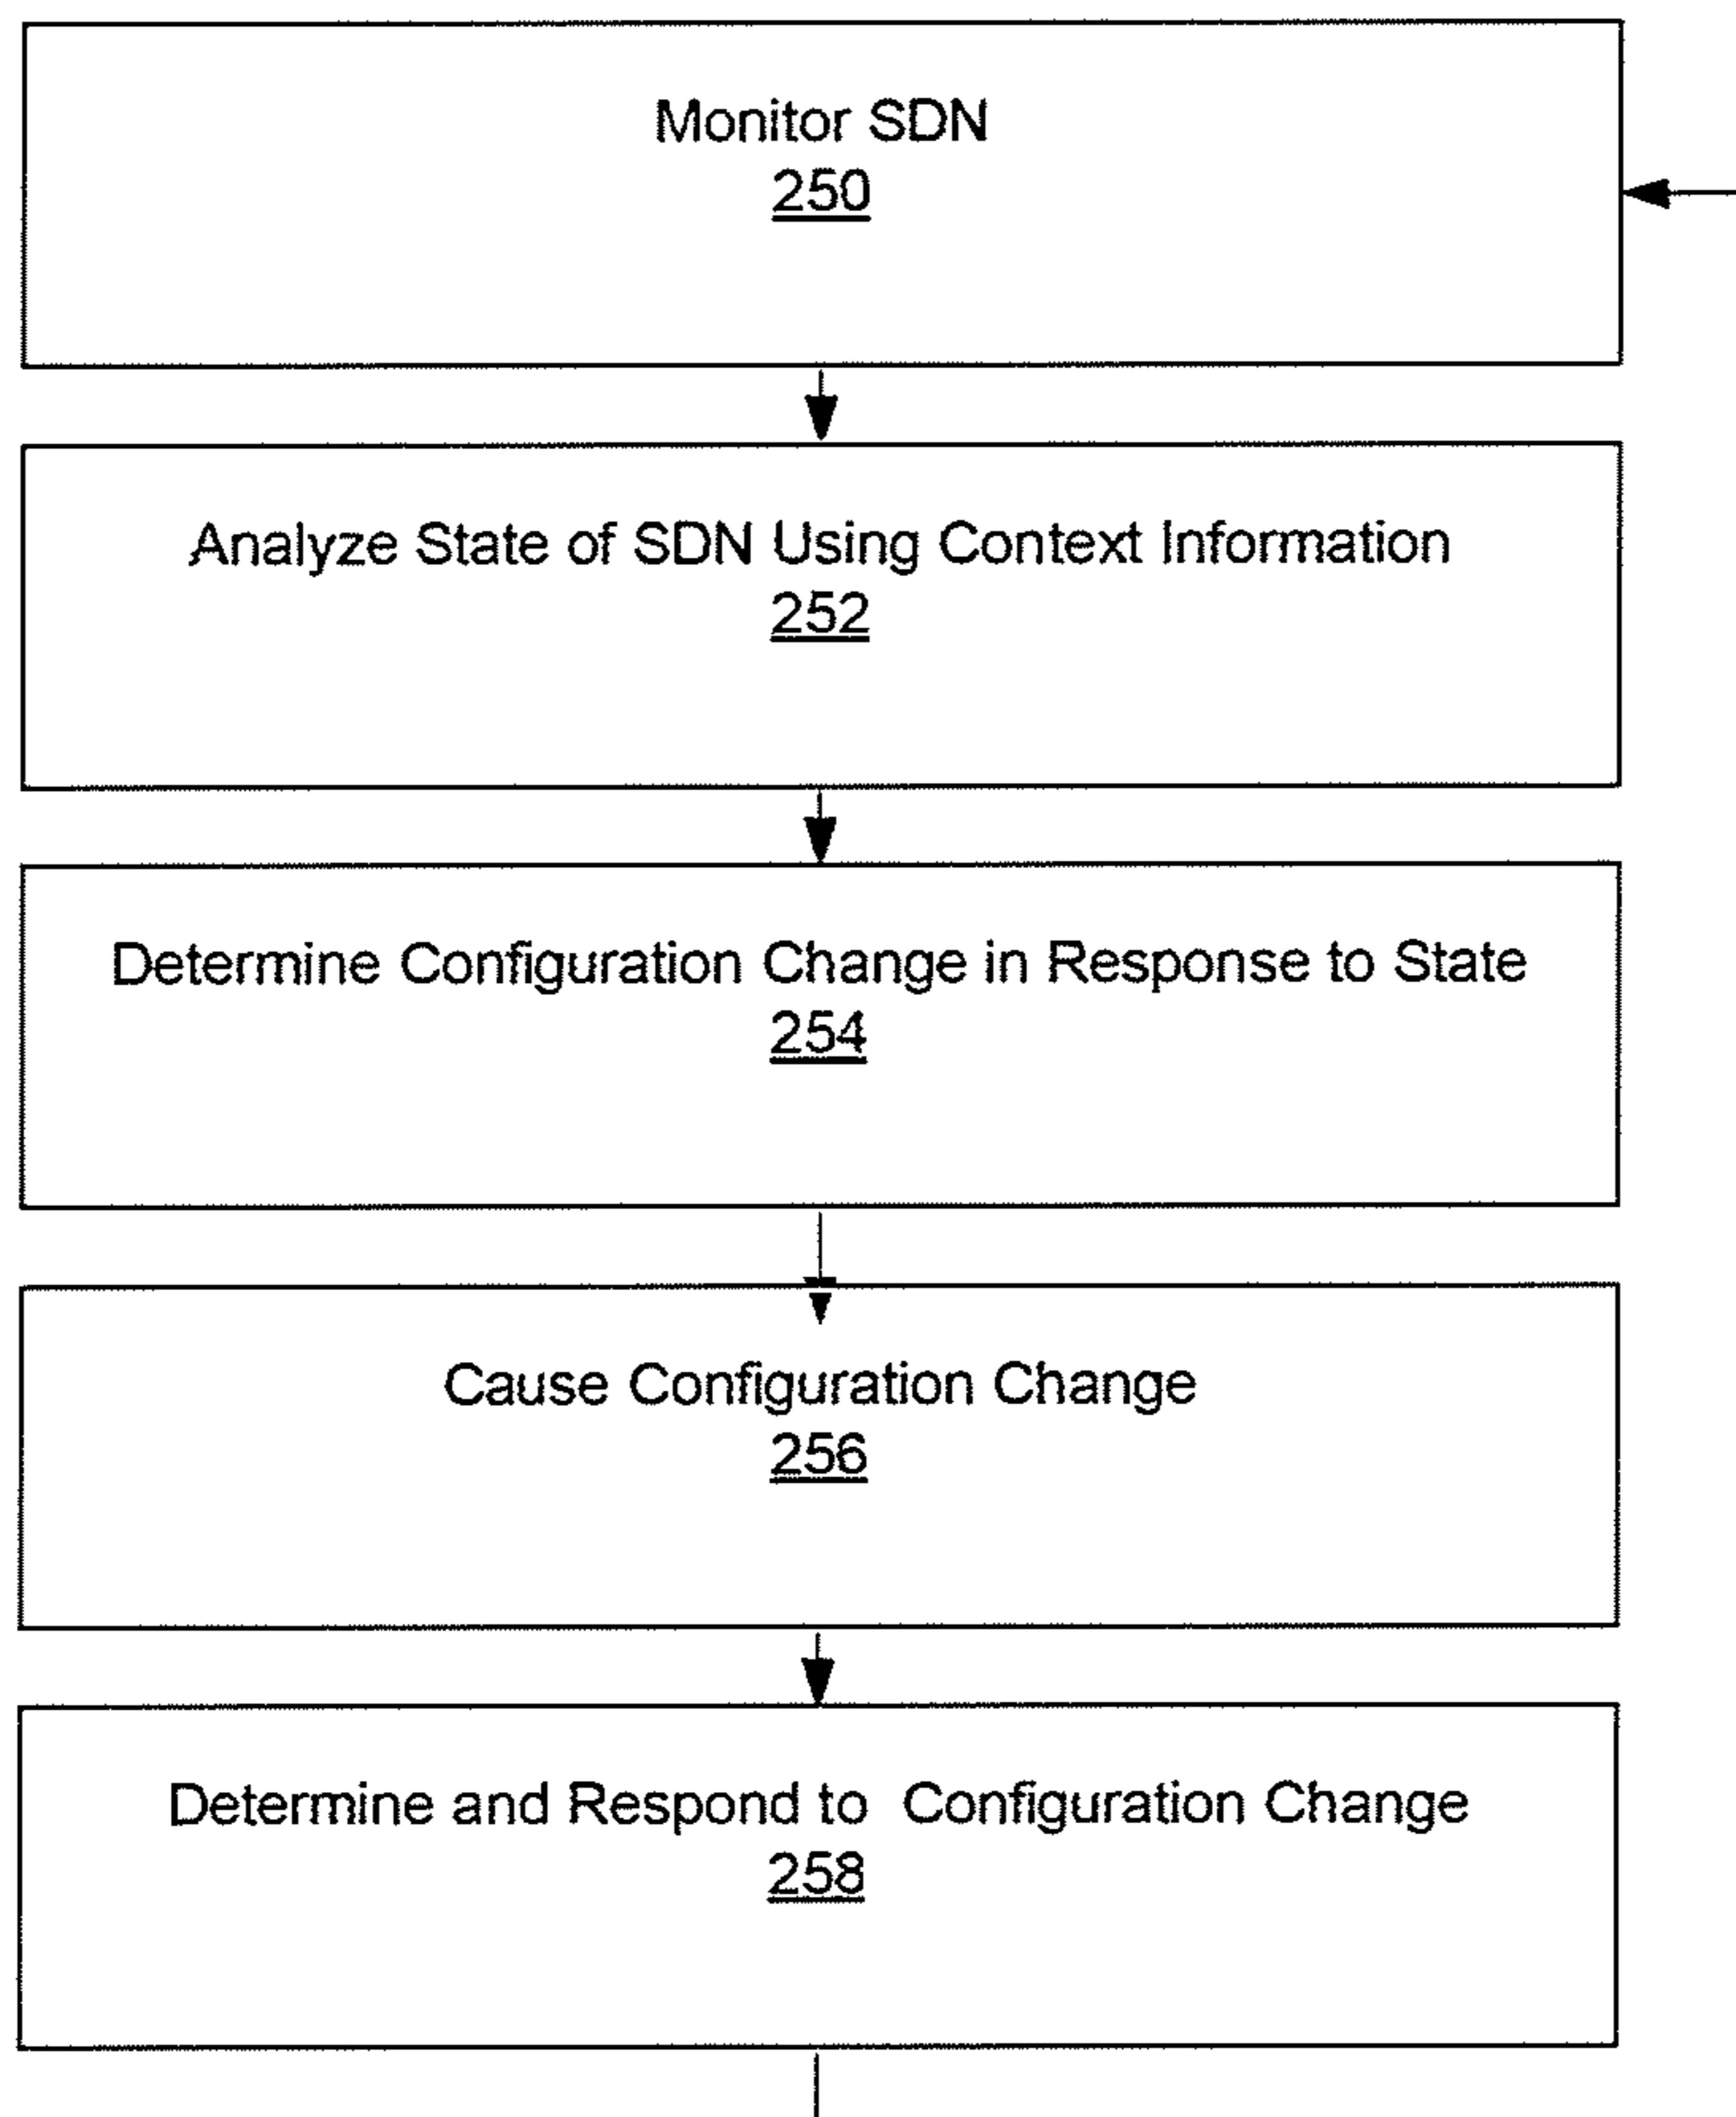 Monitor SDN
250
Analyze State of SDN Using Context Information
252
Determine Configuration Change in Response to State
254
Cause Configuration Change
256
Determine and Respond to Configuration Change
258